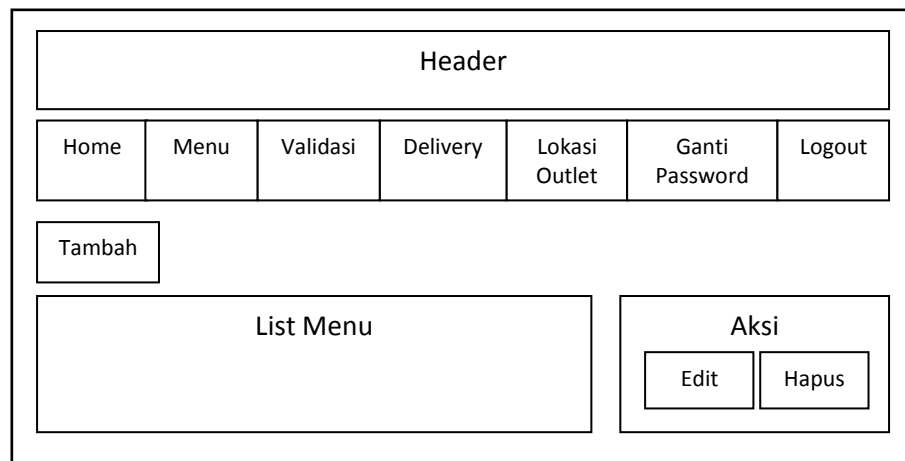 Header
Home Menu Validasi Delivery Lokasi Outlet Ganti Password Logout
Tambah
List Menu
Aksi
Edit Hapus